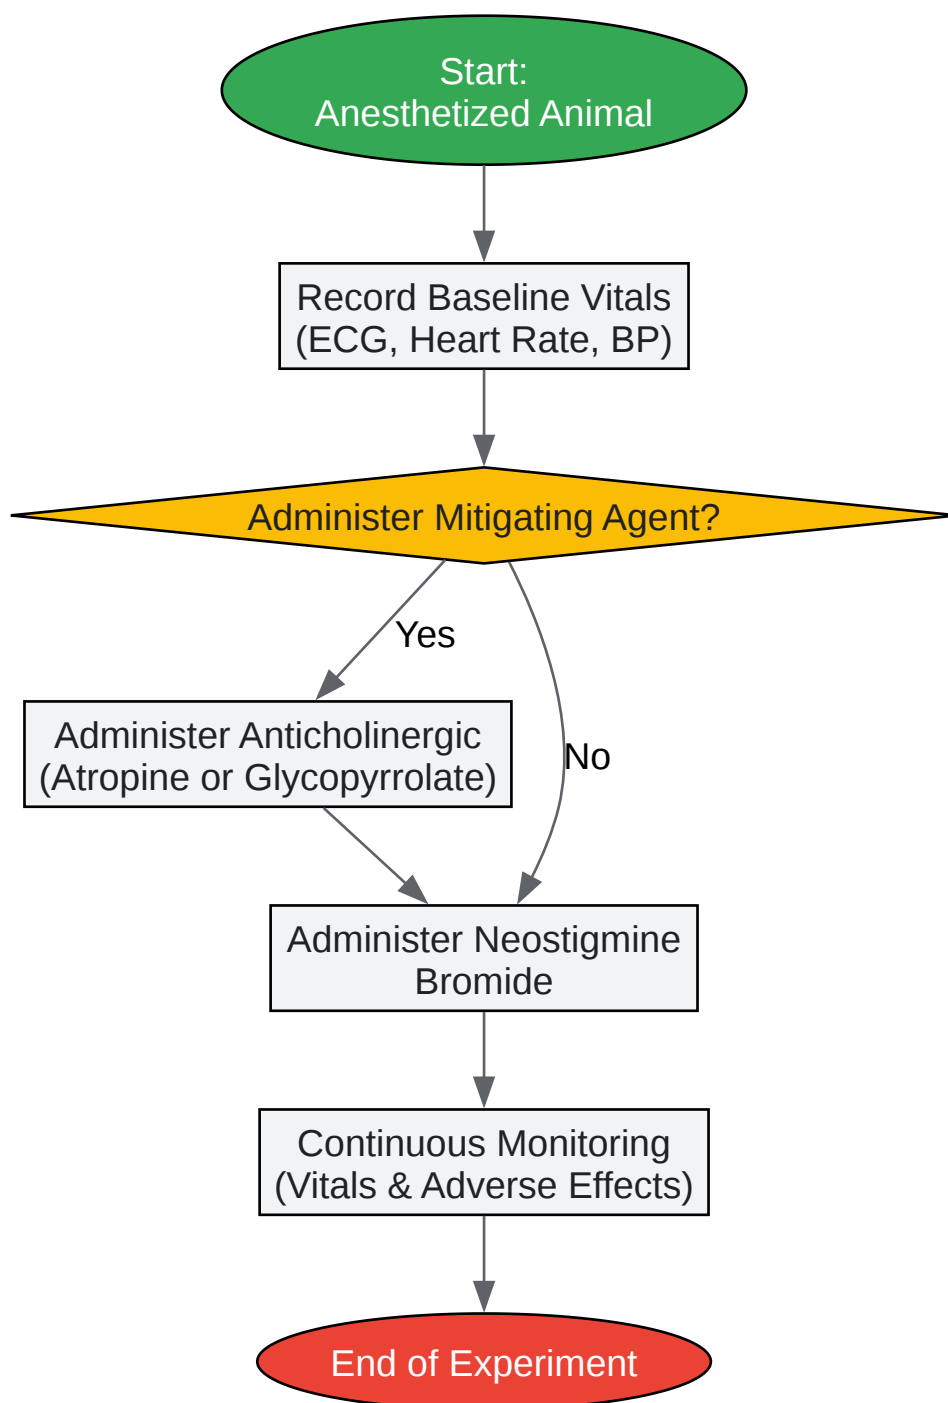 Start:
Anesthetized Animal
Record Baseline Vitals
(ECG, Heart Rate, BP)
Administer Mitigating Agent?
Yes
Administer Anticholinergic
(Atropine or Glycopyrrolate)
No
Administer Neostigmine
Bromide
Continuous Monitoring
(Vitals & Adverse Effects)
End of Experiment